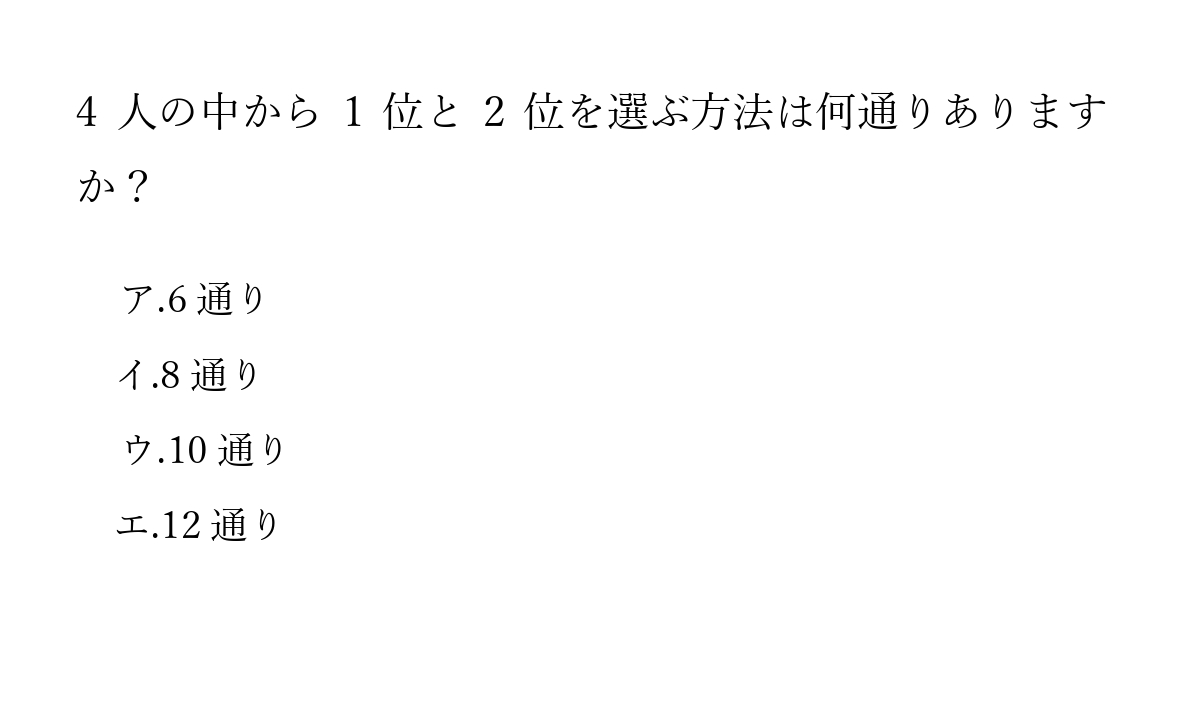 4 人の中から 1 位と 2 位を選ぶ方法は何通りあります
か？
ア.6 通り
イ.8 通り
ウ.10 通り
エ.12 通り